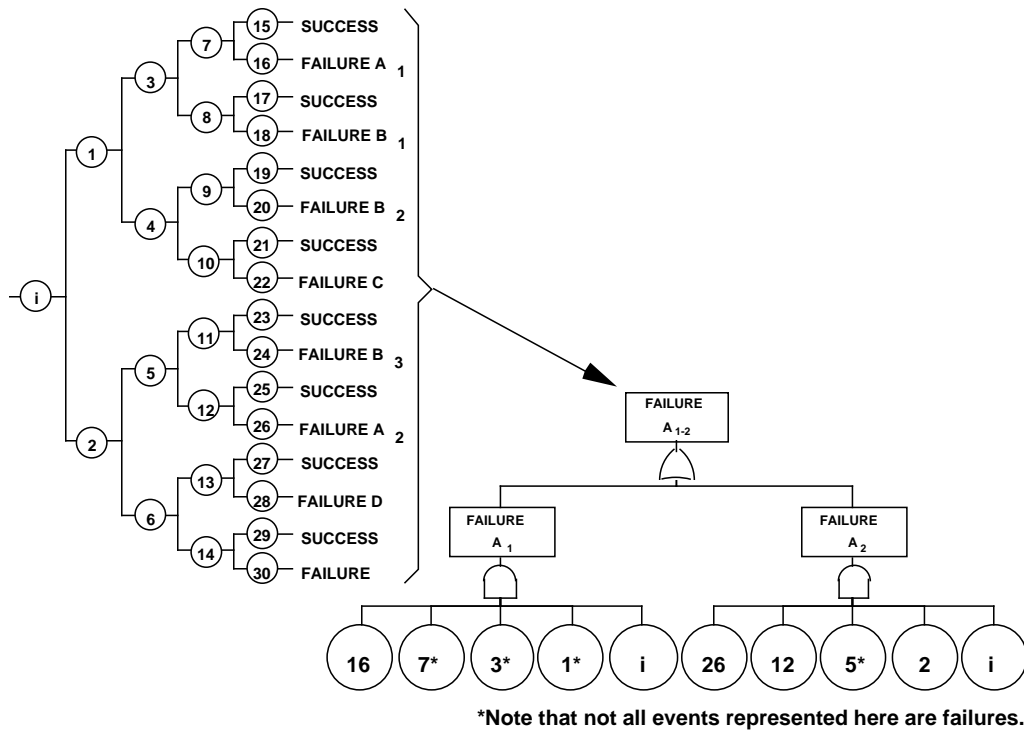 15 SUCCESS
7
16 FAILURE A 1
3
17 SUCCESS
8
18 FAILURE B 1
1
19 SUCCESS
9
20 FAILURE B 2
4
21 SUCCESS
10
22 FAILURE C
i
23 SUCCESS
11
24 FAILURE B 3
5
25 SUCCESS
12
26 FAILURE A 2
2
27 SUCCESS
13
28 FAILURE D
6
29 SUCCESS
14
30 FAILURE
FAILURE
A 1-2
FAILURE
A 1
FAILURE
A 2
16 7* 3* 1* i 26 12 5* 2 i
*Note that not all events represented here are failures.